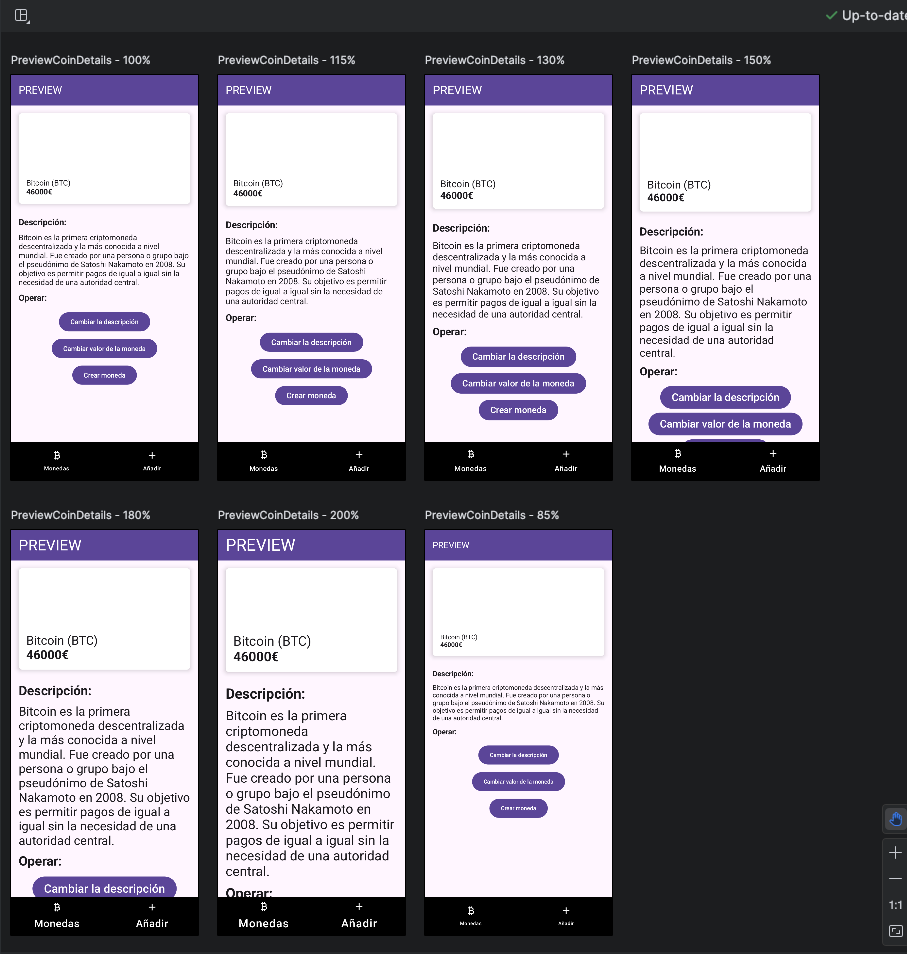 Up-to-date
PreviewCoinDetails - 100%
PREVIEW
Bitcoin (BTC)
46000€
Descripción:
Bitcoin es la primera criptomoneda
descentralizada y la más conocida a nivel
mundial. Fue creado por una persona o grupo bajo
el pseudónimo de Satoshi Nakamoto en 2008. Su
objetivo es permitir pagos de igual a igual sin la
necesidad de una autoridad central.
Operar:
Cambiar la descripción
Cambiar valor de la moneda
Crear moneda
Monedas
Añadir
PreviewCoinDetails - 115%
PREVIEW
Bitcoin (BTC)
46000€
Descripción:
Bitcoin es la primera criptomoneda
descentralizada y la más conocida a nivel
mundial. Fue creado por una persona o
grupo bajo el pseudónimo de Satoshi
Nakamoto en 2008. Su objetivo es permitir
pagos de igual a igual sin la necesidad de
una autoridad central.
Operar:
Cambiar la descripción
Cambiar valor de la moneda
Crear moneda
Monedas
Añadir
PreviewCoinDetails - 130%
PREVIEW
Bitcoin (BTC)
46000€
Descripción:
Bitcoin es la primera criptomoneda
descentralizada y la más conocida a
nivel mundial. Fue creado por una
persona o grupo bajo el pseudónimo de
Satoshi Nakamoto en 2008. Su objetivo
es permitir pagos de igual a igual sin la
necesidad de una autoridad central.
Operar:
Cambiar la descripción
Cambiar valor de la moneda
Crear moneda
Monedas
Añadir
PreviewCoinDetails - 150%
PREVIEW
Bitcoin (BTC)
46000€
Descripción:
Bitcoin es la primera criptomoneda
descentralizada y la más conocida
a nivel mundial. Fue creado por una
persona o grupo bajo el
pseudónimo de Satoshi Nakamoto
en 2008. Su objetivo es permitir
pagos de igual a igual sin la
necesidad de una autoridad
central.
Operar:
Cambiar la descripción
Cambiar valor de la moneda
Monedas
Añadir
PreviewCoinDetails - 180%
PREVIEW
Bitcoin (BTC)
46000€
Descripción:
Bitcoin es la primera
criptomoneda descentralizada
y la más conocida a nivel
mundial. Fue creado por una
persona o grupo bajo el
pseudónimo de Satoshi
Nakamoto en 2008. Su objetivo
es permitir pagos de igual a
igual sin la necesidad de una
autoridad central.
Operar:
Cambiar la descripción
Monedas
Añadir
PreviewCoinDetails - 200%
PREVIEW
Bitcoin (BTC)
46000€
Descripción:
Bitcoin es la primera
criptomoneda
descentralizada y la más
conocida a nivel mundial.
Fue creado por una persona
o grupo bajo el pseudónimo
de Satoshi Nakamoto en
2008. Su objetivo es permitir
pagos de igual a igual sin la
necesidad de una autoridad
central.
Operar:
Monedas
Añadir
PreviewCoinDetails - 85%
PREVIEW
Bitcoin (BTC)
46000€
Descripción:
Bitcoin es la primera criptomoneda descentralizada y la más
conocida a nivel mundial. Fue creado por una persona o
grupo bajo el pseudónimo de Satoshi Nakamoto en 2008. Su
objetivo es permitir pagos de igual a igual sin la necesidad
de una autoridad central.
Operar:
Cambiar la descripción
Cambiar valor de la moneda
Crear moneda
Monedas
Añadir
1:1